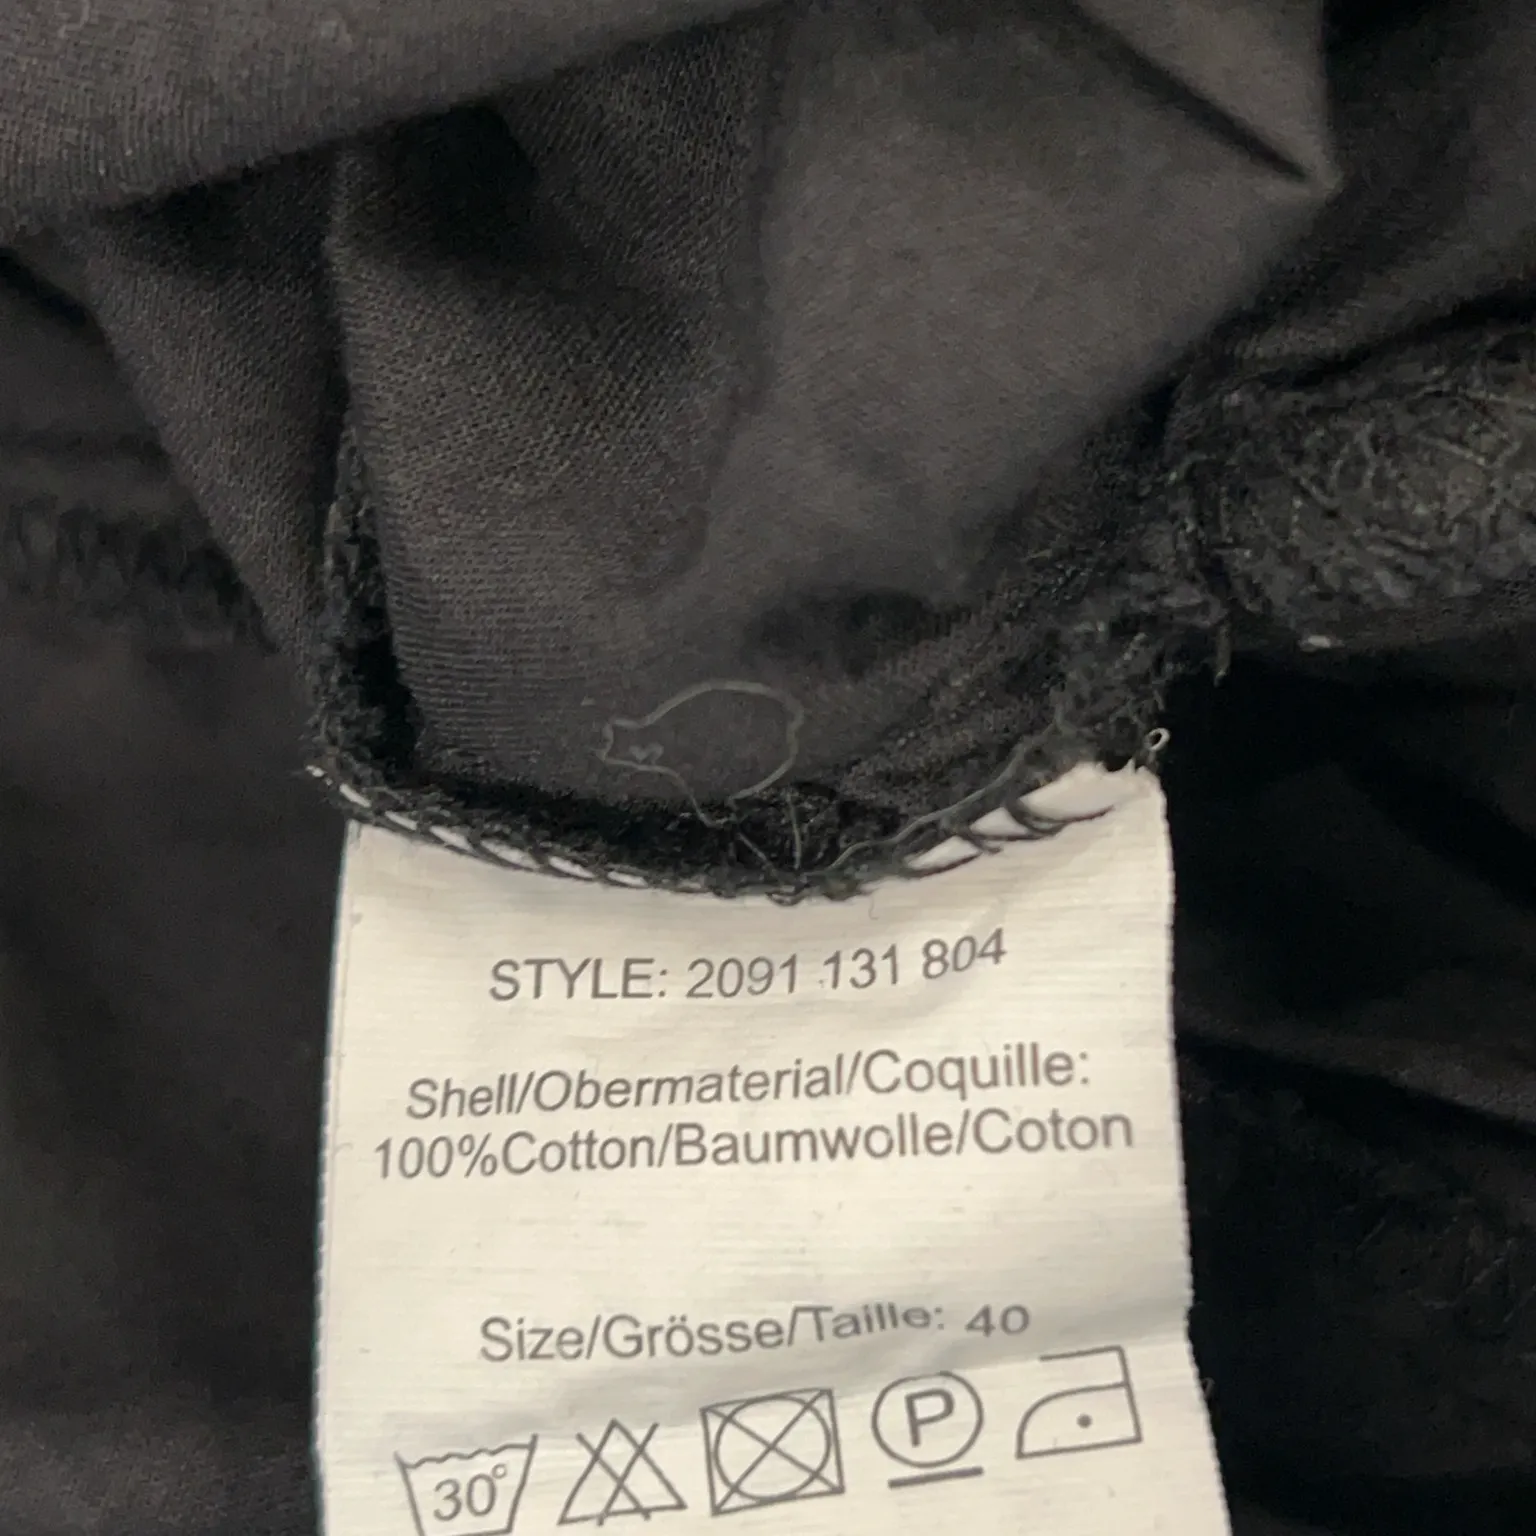 STYLE: 2091 131 804
Shell/Obermaterial/Coquille:
100%Cotton/Baumwolle/Coton
Size/Grösse/Taille: 40
30°
P